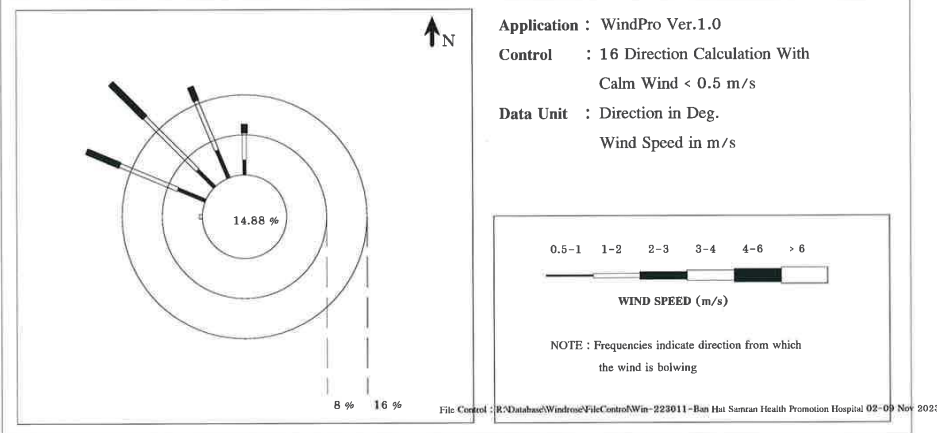 N
14.88 %
8 %
16 %
Application : WindPro Ver.1.0
Control : 16 Direction Calculation With
Calm Wind < 0.5 m/s
Data Unit : Direction in Deg.
Wind Speed in m/s
0.5-1 1-2 2-3 3-4 4-6 > 6
WIND SPEED (m/s)
NOTE : Frequencies indicate direction from which
the wind is bolwing
File Control : R:\Database\Windrose\FileControl\Win-223011-Ban Hat Samran Health Promotion Hospital 02-09 Nov 2023